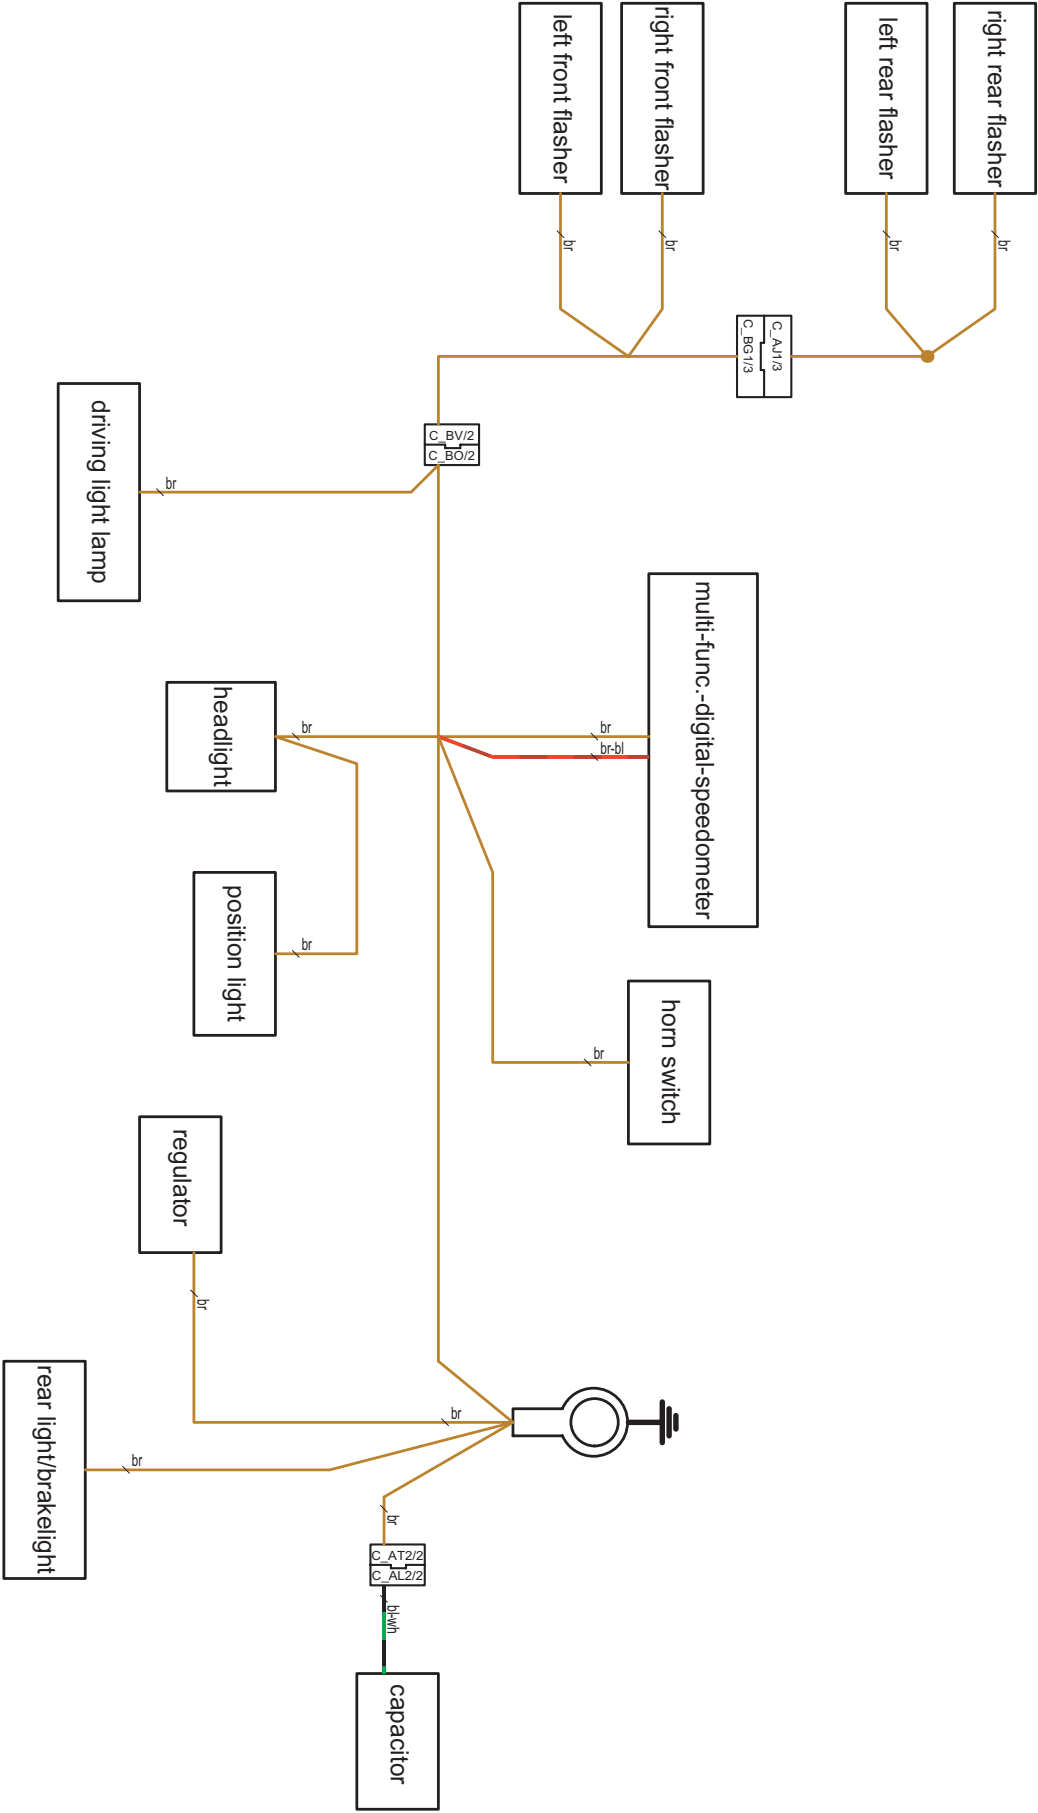 left front flasher
right front flasher
left rear flasher
right rear flasher
br
br
br
br
C_BG1/3
C_AJ1/3
C_BV/2
C_BO/2
driving light lamp
br
multi-func.-digital-speedometer
br
br-bl
headlight
br
position light
br
horn switch
br
regulator
br
br
rear light/brakelight
br
br
C_AT2/2
C_AL2/2
bl-wh
capacitor